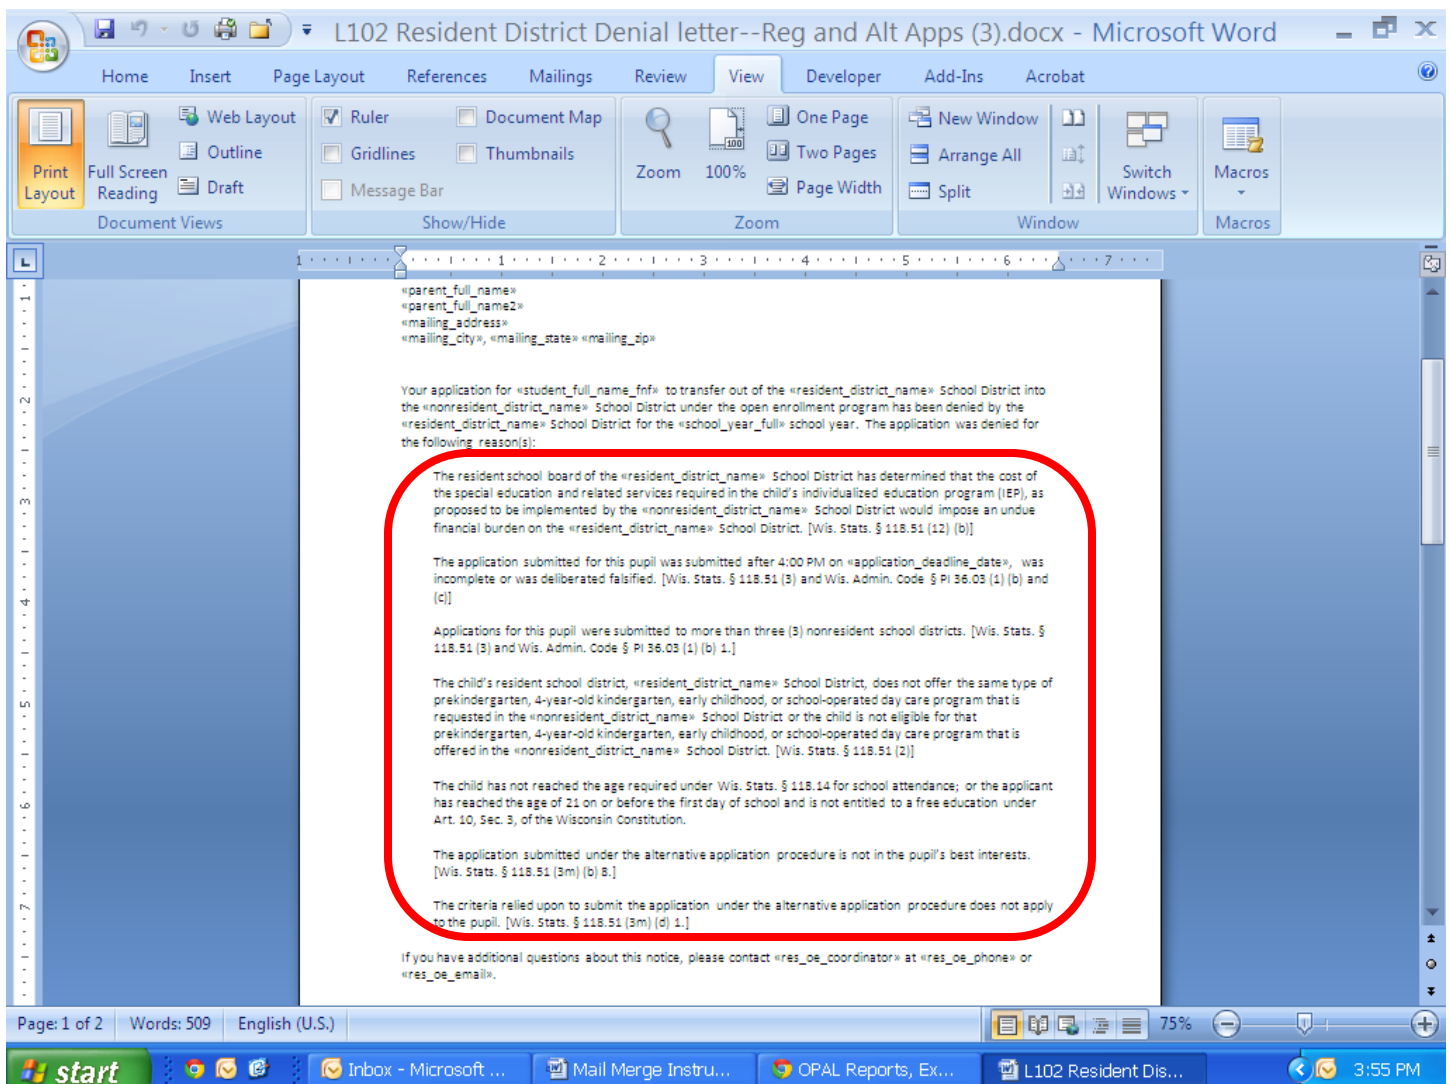 L102 Resident District Denial letter--Reg and Alt Apps (3).docx - Microsoft Word
Home Insert Page Layout References Mailings Review View Developer Add-Ins Acrobat
Print Layout
Full Screen Reading
Web Layout
Outline
Draft
Document Views
Ruler
Gridlines
Message Bar
Document Map
Thumbnails
Show/Hide
Zoom
100%
One Page
Two Pages
Page Width
Zoom
New Window
Arrange All
Split
Switch Windows
Window
Macros
Macros
1 1 2 3 4 5 6 7
«parent_full_name»
«parent_full_name2»
«mailing_address»
«mailing_city», «mailing_state» «mailing_zip»
Your application for «student_full_name_fnf» to transfer out of the «resident_district_name» School District into
the «nonresident_district_name» School District under the open enrollment program has been denied by the
«resident_district_name» School District for the «school_year_full» school year. The application was denied for
the following reason(s):
The resident school board of the «resident_district_name» School District has determined that the cost of
the special education and related services required in the child's individualized education program (IEP), as
proposed to be implemented by the «nonresident_district_name» School District would impose an undue
financial burden on the «resident_district_name» School District. [Wis. Stats. § 118.51 (12) (b)]
The application submitted for this pupil was submitted after 4:00 PM on «application_deadline_date», was
incomplete or was deliberated falsified. [Wis. Stats. § 118.51 (3) and Wis. Admin. Code § PI 36.03 (1) (b) and
(c)]
Applications for this pupil were submitted to more than three (3) nonresident school districts. [Wis. Stats. §
118.51 (3) and Wis. Admin. Code § PI 36.03 (1) (b) 1.]
The child's resident school district, «resident_district_name» School District, does not offer the same type of
prekindergarten, 4-year-old kindergarten, early childhood, or school-operated day care program that is
requested in the «nonresident_district_name» School District or the child is not eligible for that
prekindergarten, 4-year-old kindergarten, early childhood, or school-operated day care program that is
offered in the «nonresident_district_name» School District. [Wis. Stats. § 118.51 (2)]
The child has not reached the age required under Wis. Stats. § 118.14 for school attendance; or the applicant
has reached the age of 21 on or before the first day of school and is not entitled to a free education under
Art. 10, Sec. 3, of the Wisconsin Constitution.
The application submitted under the alternative application procedure is not in the pupil's best interests.
[Wis. Stats. § 118.51 (3m) (b) 8.]
The criteria relied upon to submit the application under the alternative application procedure does not apply
to the pupil. [Wis. Stats. § 118.51 (3m) (d) 1.]
If you have additional questions about this notice, please contact «res_oe_coordinator» at «res_oe_phone» or
«res_oe_email».
1
2
3
4
5
6
7
Page: 1 of 2 Words: 509 English (U.S.) 75%
start Inbox - Microsoft ... Mail Merge Instru... OPAL Reports, Ex... L102 Resident Dis... 3:55 PM